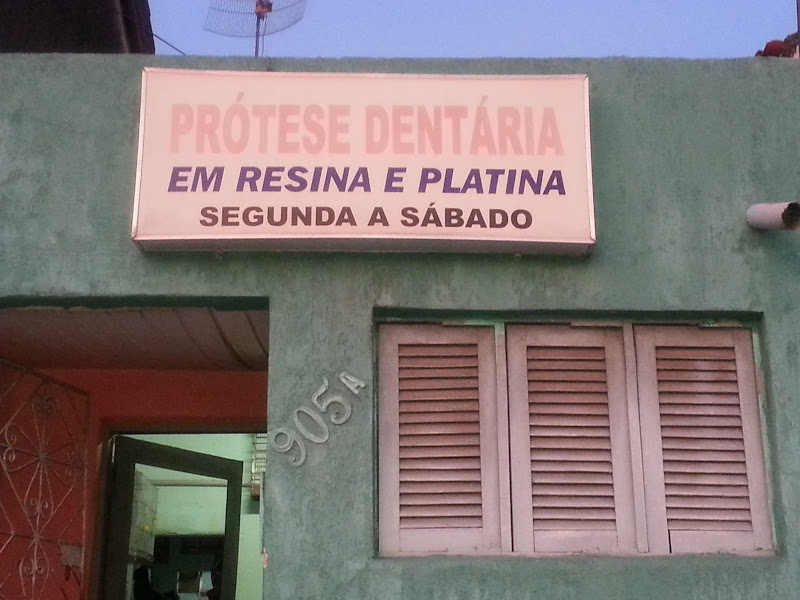 PRÓTESE DENTÁRIA
EM RESINA E PLATINA
SEGUNDA A SÁBADO
905A